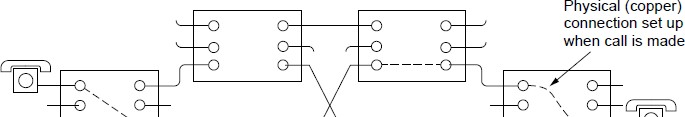 Physical (copper)
connection set up
when call is made